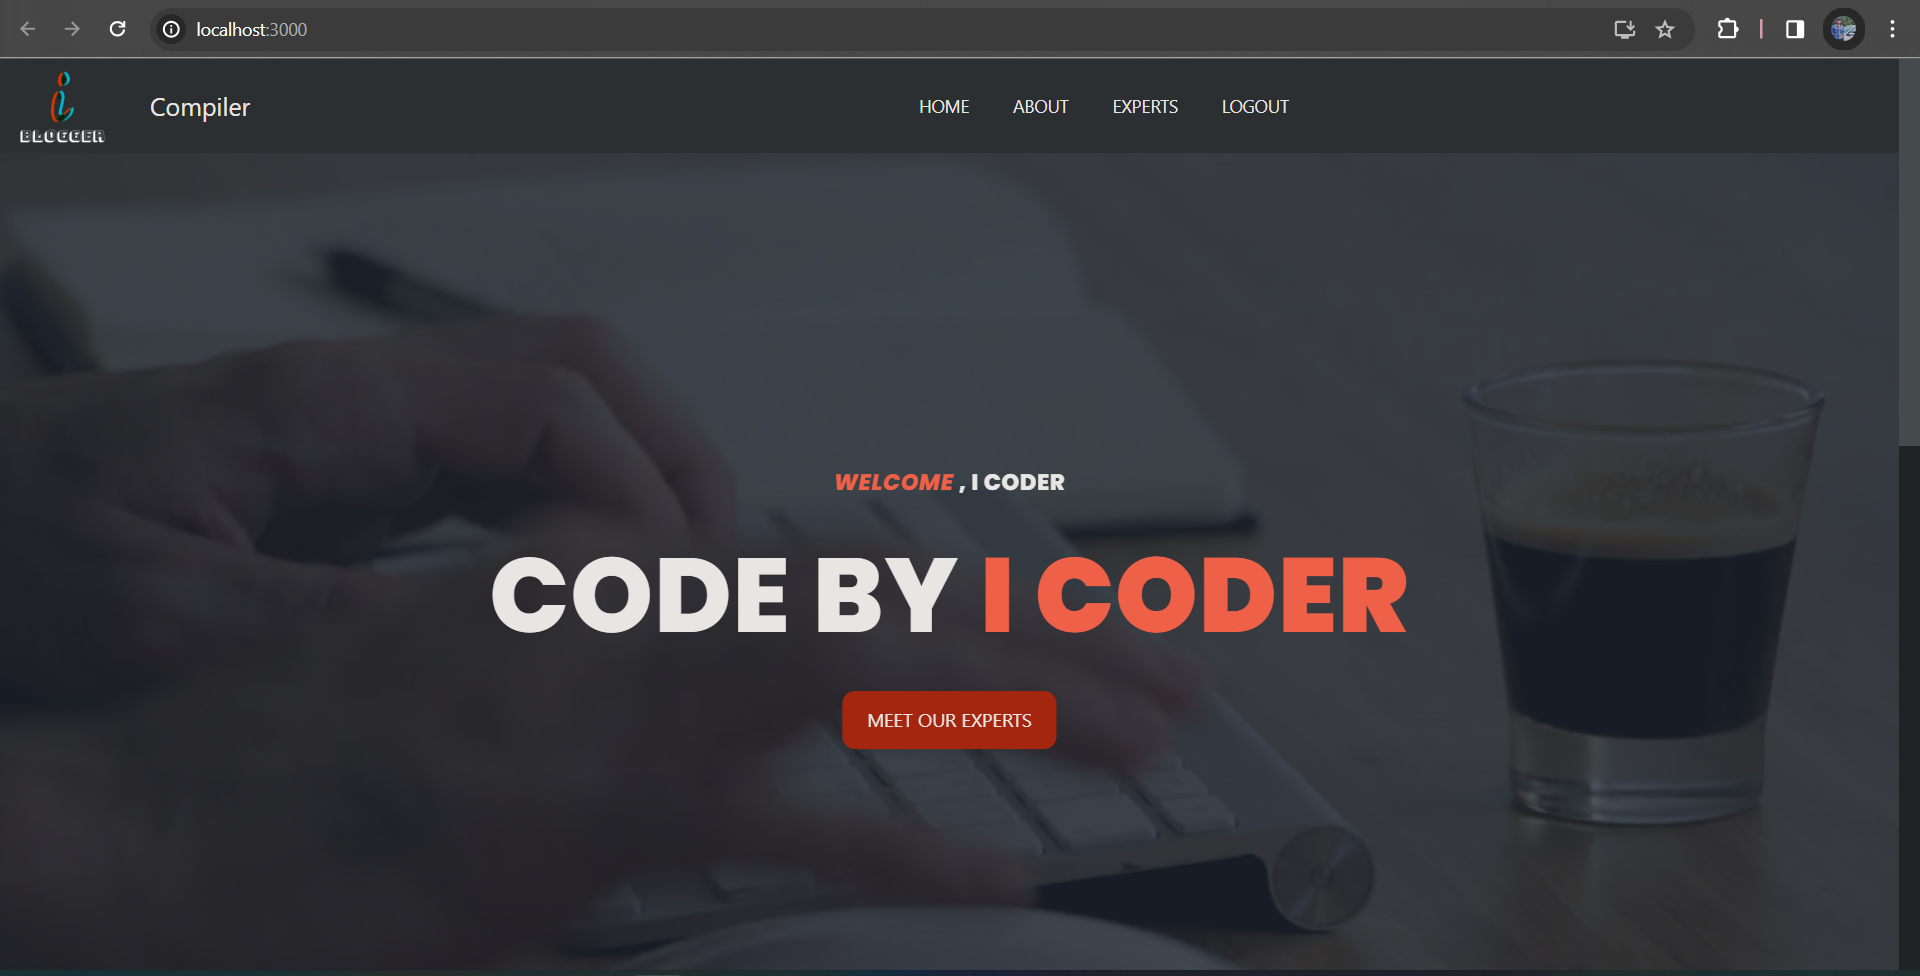 localhost:3000
BLOGGER
Compiler
HOME ABOUT EXPERTS LOGOUT
WELCOME , I CODER
CODE BY I CODER
MEET OUR EXPERTS